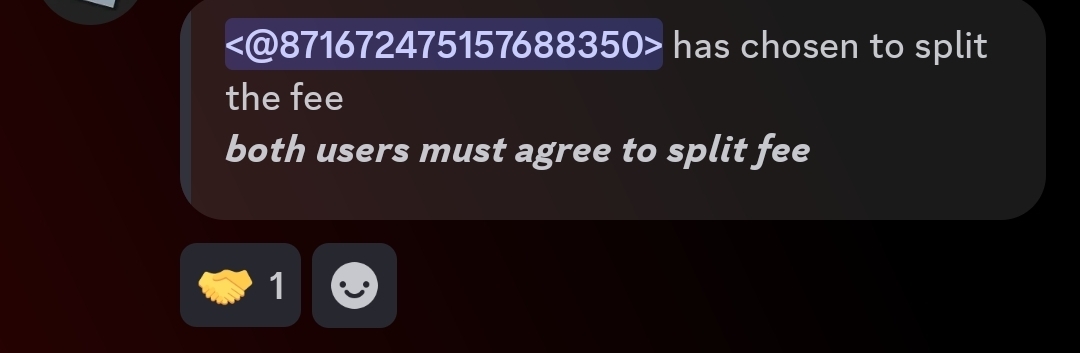 <@871672475157688350> has chosen to split
the fee
both users must agree to split fee
🤝 1